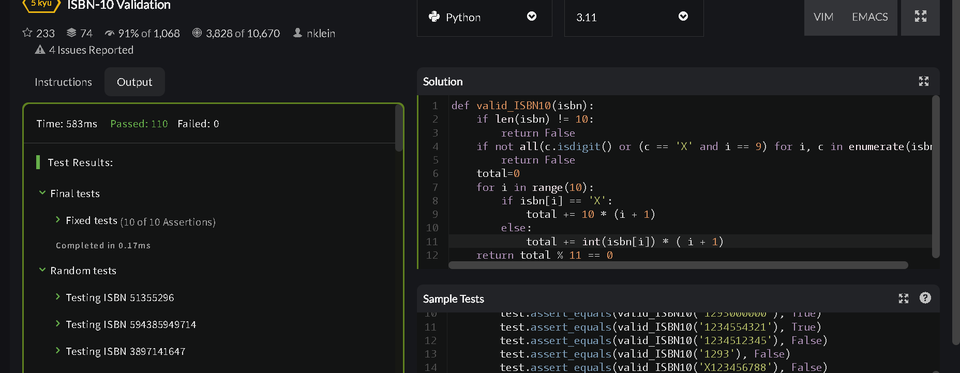 5 kyu ISBN-10 Validation
233 74 91% of 1,068 3,828 of 10,670 nklein
4 Issues Reported
Python
3.11
VIM EMACS
Instructions Output
Time: 583ms Passed: 110 Failed: 0
Test Results:
Final tests
Fixed tests (10 of 10 Assertions)
Completed in 0.17ms
Random tests
Testing ISBN 51355296
Testing ISBN 594385949714
Testing ISBN 3897141647
Solution
1 def valid_ISBN10(isbn):
2 if len(isbn) != 10:
3 return False
4 if not all(c.isdigit() or (c == 'X' and i == 9) for i, c in enumerate(isbn
5 return False
6 total=0
7 for i in range(10):
8 if isbn[i] == 'X':
9 total += 10 * (i + 1)
10 else:
11 total += int(isbn[i]) * ( i + 1)
12 return total % 11 == 0
Sample Tests
10 test.assert_equals(valid_ISBN10('1293000000'), True)
11 test.assert_equals(valid_ISBN10('1234554321'), True)
12 test.assert_equals(valid_ISBN10('1234512345'), False)
13 test.assert_equals(valid_ISBN10('1293'), False)
14 test.assert_equals(valid_ISBN10('X123456788'), False)